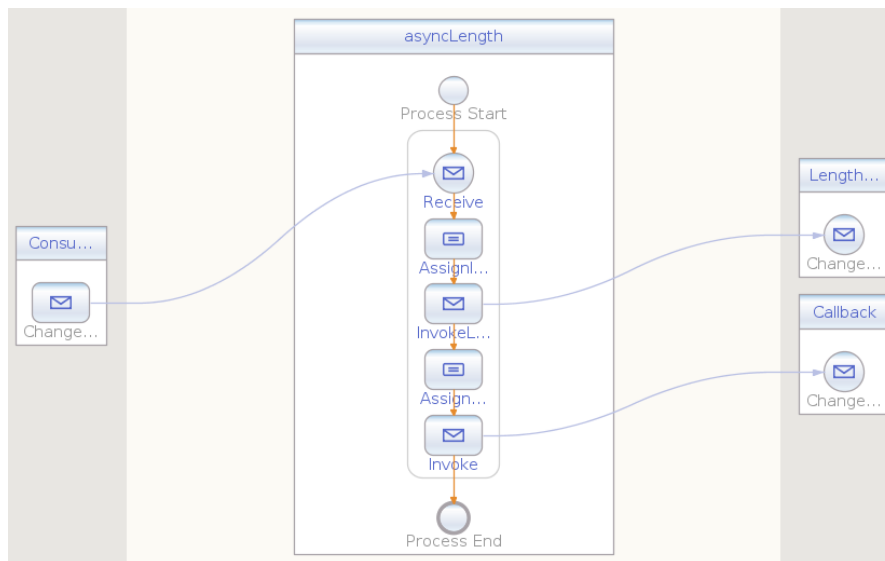 asyncLength
Process Start
Receive
Length...
Consu...
AssignI...
Change...
Change...
InvokeL...
Callback
Assign...
Change...
Invoke
Process End